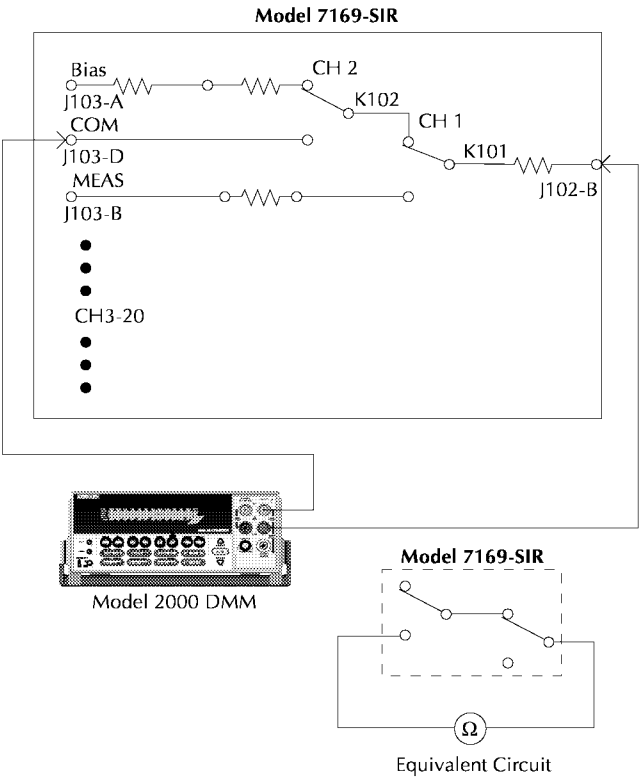 Model 7169-SIR
Bias
CH 2
J103-A
K102
COM
CH 1
J103-D
K101
MEAS
J102-B
J103-B
CH3-20
Model 2000 DMM
Model 7169-SIR
Ω
Equivalent Circuit